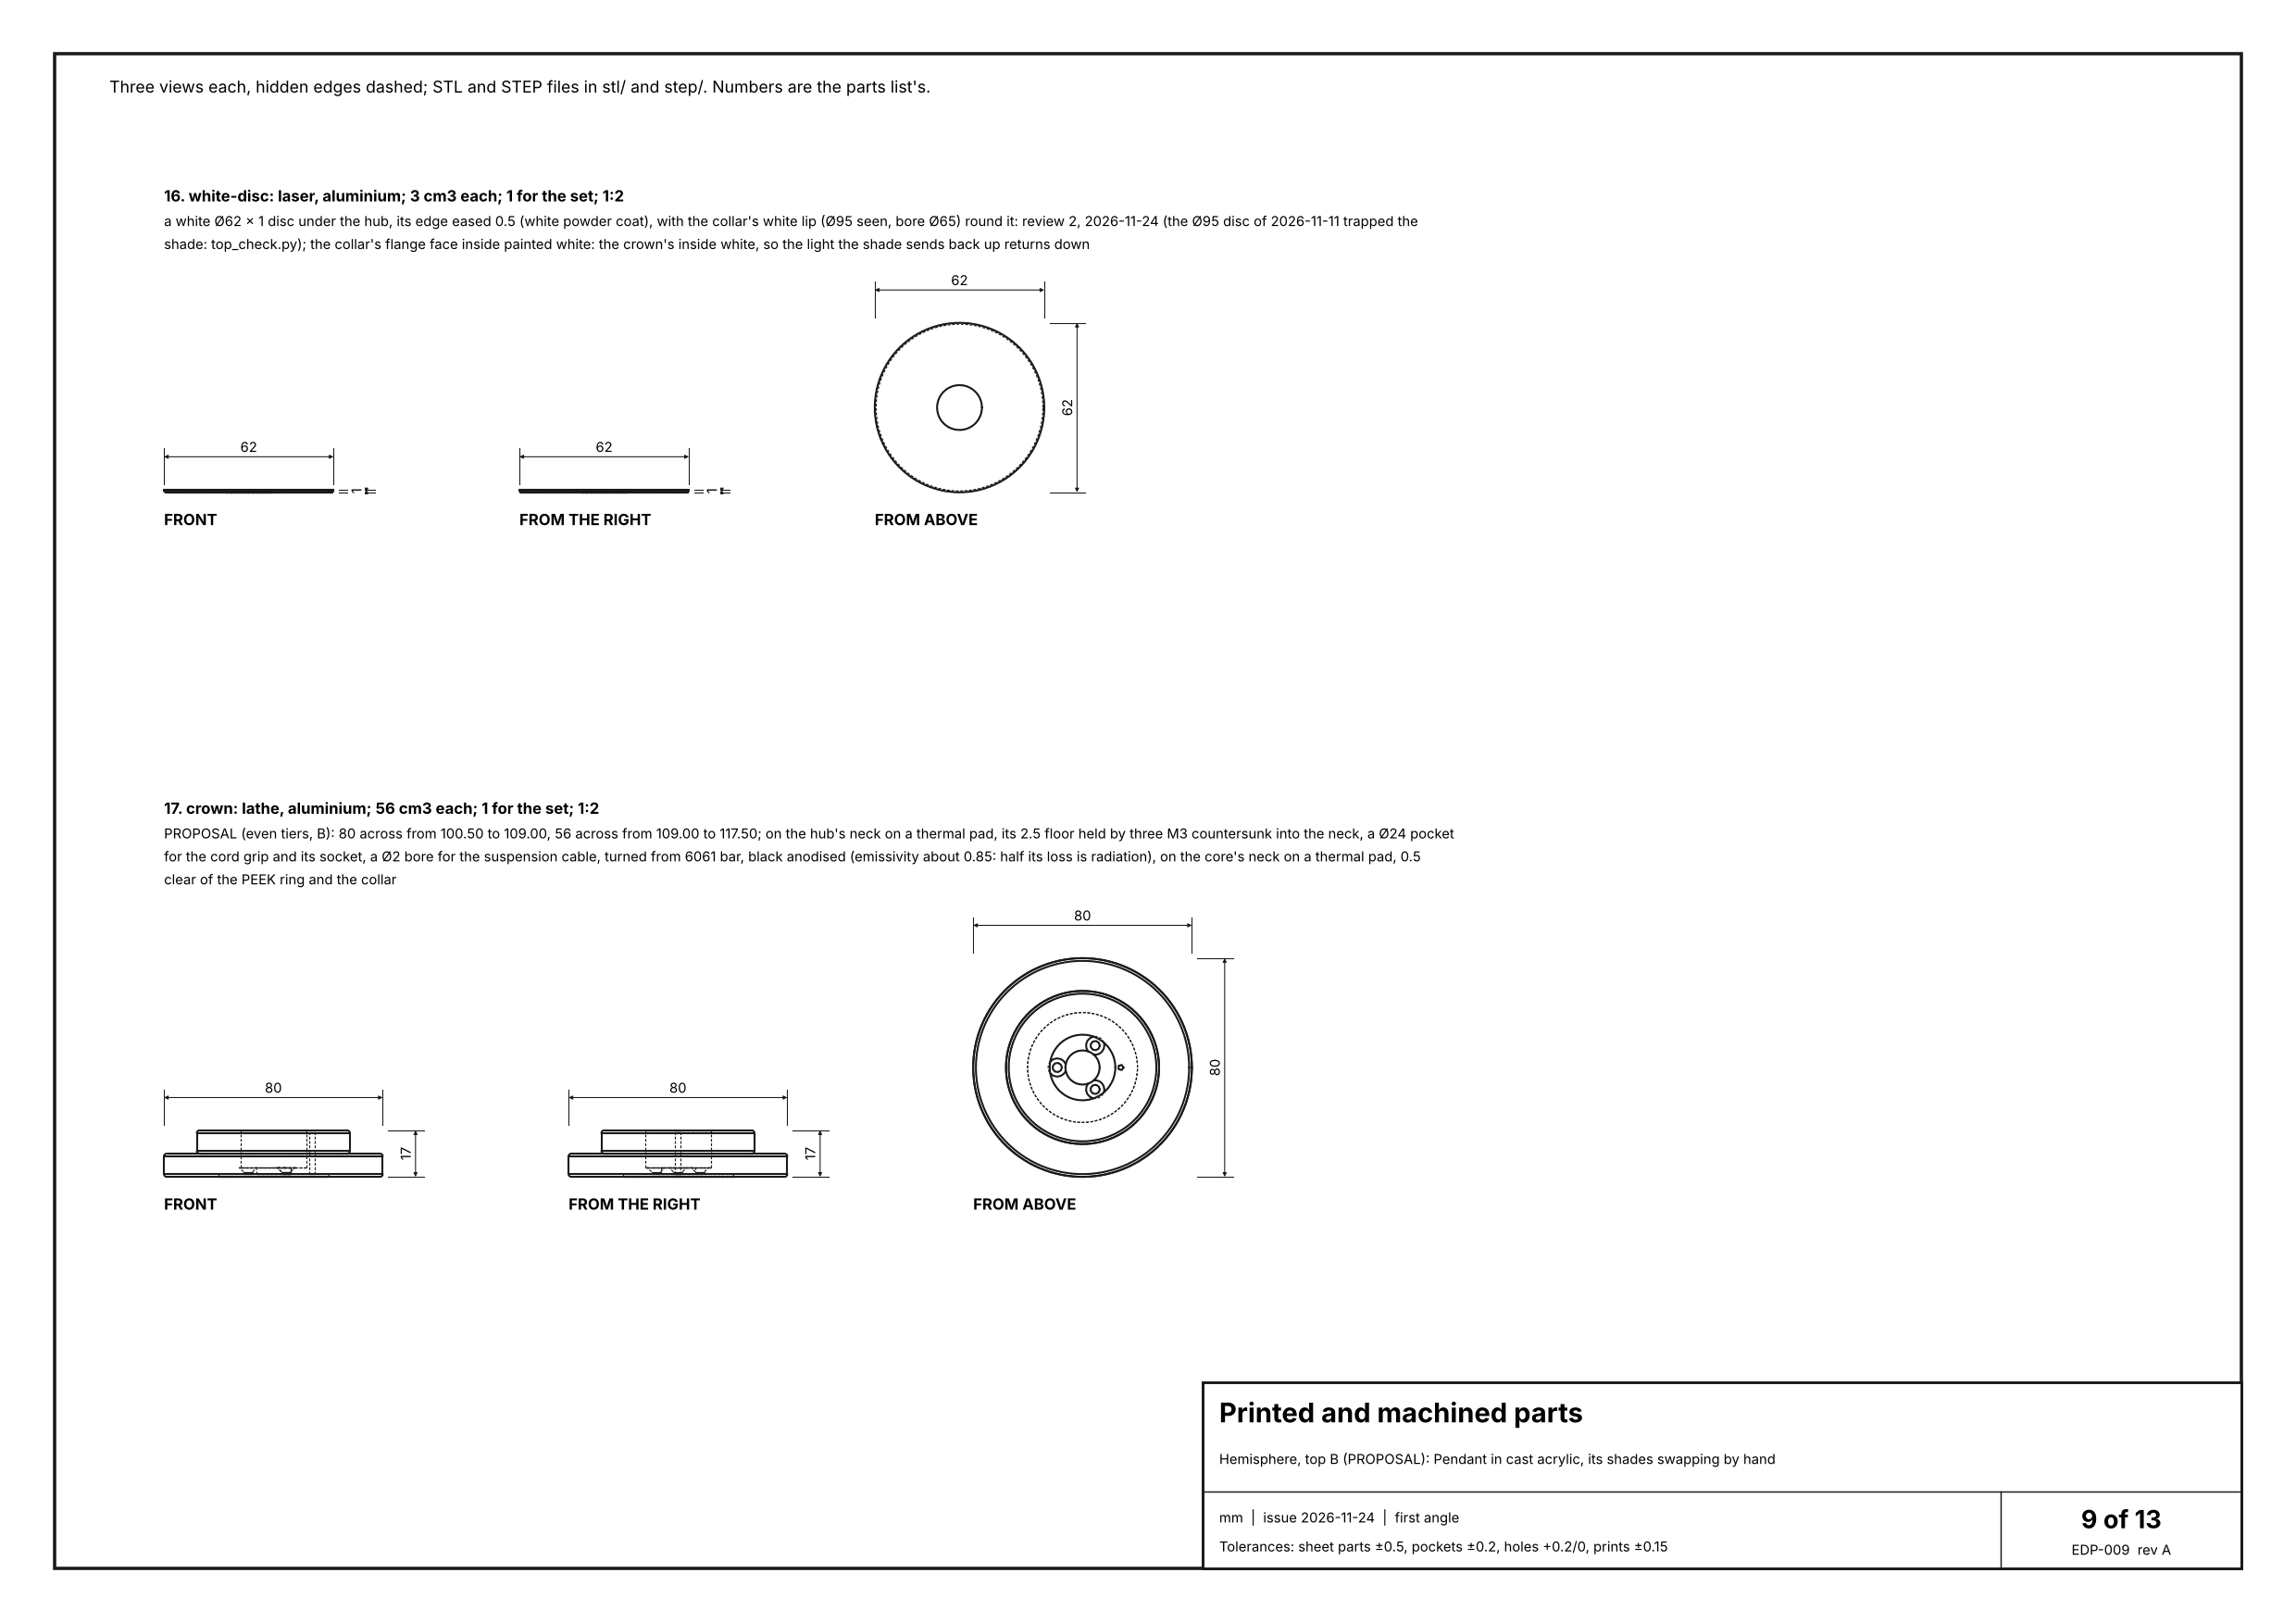 Three views each, hidden edges dashed; STL and STEP files in stl/ and step/. Numbers are the parts list's.
16. white-disc: laser, aluminium; 3 cm3 each; 1 for the set; 1:2
a white Ø62 × 1 disc under the hub, its edge eased 0.5 (white powder coat), with the collar's white lip (Ø95 seen, bore Ø65) round it: review 2, 2026-11-24 (the Ø95 disc of 2026-11-11 trapped the
shade: top_check.py); the collar's flange face inside painted white: the crown's inside white, so the light the shade sends back up returns down
62
62
62
62
1
1
FRONT
FROM THE RIGHT
FROM ABOVE
17. crown: lathe, aluminium; 56 cm3 each; 1 for the set; 1:2
PROPOSAL (even tiers, B): 80 across from 100.50 to 109.00, 56 across from 109.00 to 117.50; on the hub's neck on a thermal pad, its 2.5 floor held by three M3 countersunk into the neck, a Ø24 pocket
for the cord grip and its socket, a Ø2 bore for the suspension cable, turned from 6061 bar, black anodised (emissivity about 0.85: half its loss is radiation), on the core's neck on a thermal pad, 0.5
clear of the PEEK ring and the collar
80
80
80
80
17
17
FRONT
FROM THE RIGHT
FROM ABOVE
Printed and machined parts
Hemisphere, top B (PROPOSAL): Pendant in cast acrylic, its shades swapping by hand
mm | issue 2026-11-24 | first angle
Tolerances: sheet parts ±0.5, pockets ±0.2, holes +0.2/0, prints ±0.15
9 of 13
EDP-009 rev A